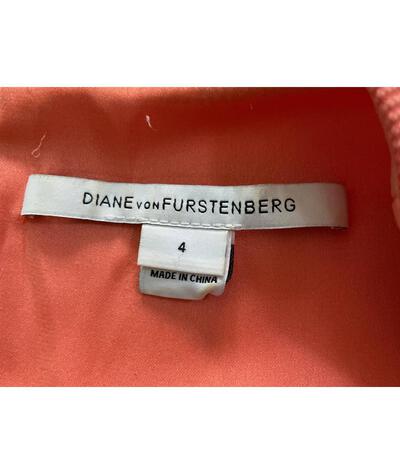 DIANE VON FURSTENBERG
4
MADE IN CHINA